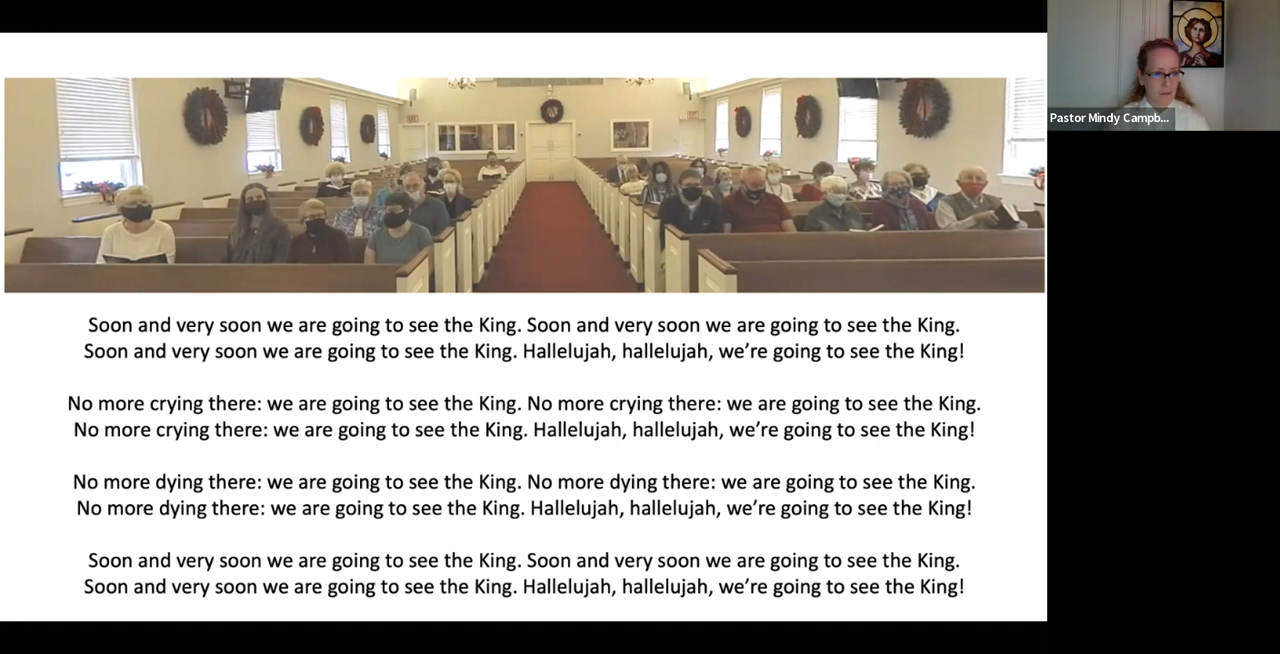 Pastor Mindy Campb...
Soon and very soon we are going to see the King. Soon and very soon we are going to see the King.
Soon and very soon we are going to see the King. Hallelujah, hallelujah, we’re going to see the King!
No more crying there: we are going to see the King. No more crying there: we are going to see the King.
No more crying there: we are going to see the King. Hallelujah, hallelujah, we’re going to see the King!
No more dying there: we are going to see the King. No more dying there: we are going to see the King.
No more dying there: we are going to see the King. Hallelujah, hallelujah, we’re going to see the King!
Soon and very soon we are going to see the King. Soon and very soon we are going to see the King.
Soon and very soon we are going to see the King. Hallelujah, hallelujah, we’re going to see the King!